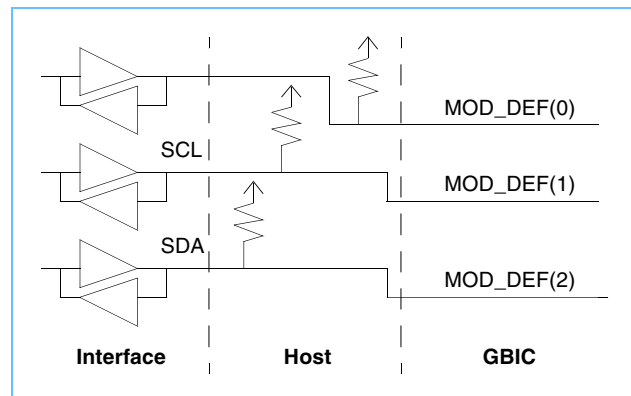 MOD_DEF(0)
SCL
MOD_DEF(1)
SDA
MOD_DEF(2)
Interface
Host
GBIC